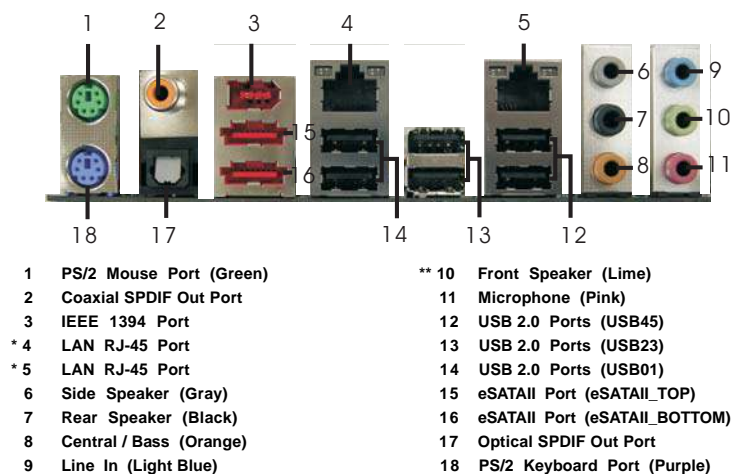 1 2 3 4 5
6 9
7 10
15
8 11
16
18 17 14 13 12
1 PS/2 Mouse Port (Green)
2 Coaxial SPDIF Out Port
3 IEEE 1394 Port
* 4 LAN RJ-45 Port
* 5 LAN RJ-45 Port
6 Side Speaker (Gray)
7 Rear Speaker (Black)
8 Central / Bass (Orange)
9 Line In (Light Blue)
** 10 Front Speaker (Lime)
11 Microphone (Pink)
12 USB 2.0 Ports (USB45)
13 USB 2.0 Ports (USB23)
14 USB 2.0 Ports (USB01)
15 eSATAII Port (eSATAII_TOP)
16 eSATAII Port (eSATAII_BOTTOM)
17 Optical SPDIF Out Port
18 PS/2 Keyboard Port (Purple)